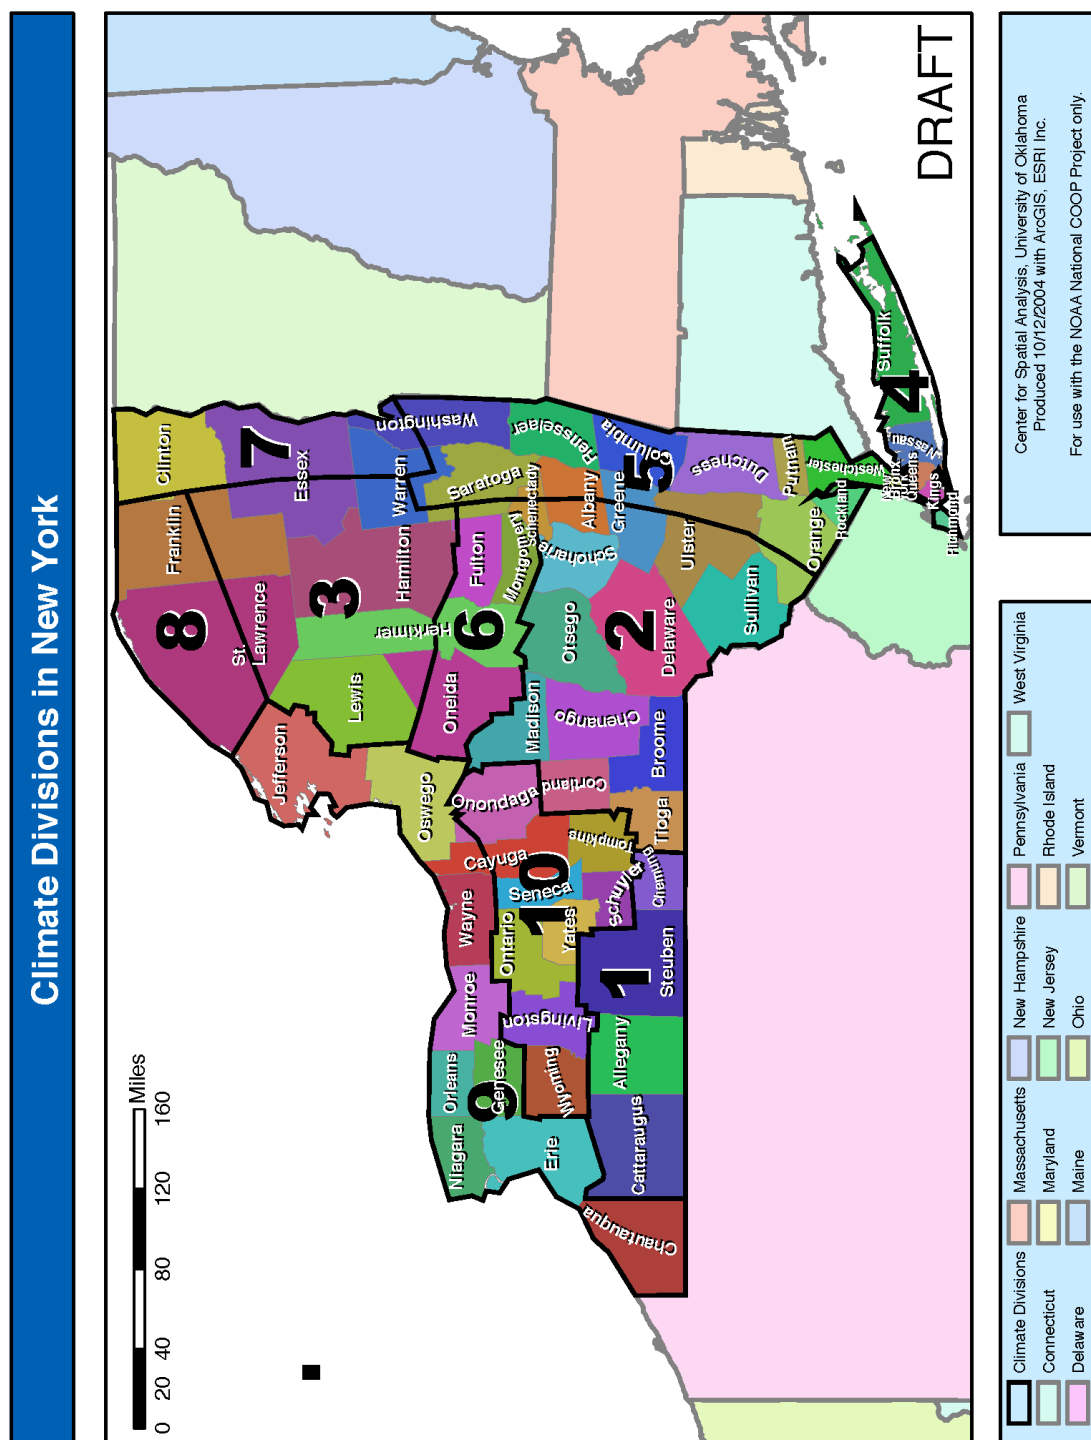 Climate Divisions in New York
0 20 40 80 120 160
Miles
DRAFT
Clinton
Franklin
7
Essex
8
St.
Lawrence
3
Hamilton
Warren
Washington
Herkimer
Lewis
Jefferson
Oswego
Oneida
6
Fulton
Montgomery
Saratoga
Schenectady
Rensselaer
Albany
Schoharie
Otsego
Madison
Onondaga
Cayuga
Wayne
Monroe
Orleans
Niagara
9
Genesee
Erie
Wyoming
Livingston
Ontario
10
Seneca
Yates
Schuyler
Tompkins
Cortland
Chenango
2
Delaware
Greene
5
Columbia
Ulster
Dutchess
Sullivan
Orange
Putnam
Rockland
Westchester
Broome
Tioga
Chemung
1
Steuben
Allegany
Cattaraugus
Chautauqua
Bronx
Queens
Kings
Richmond
Nassau
4
Suffolk
Climate Divisions
Connecticut
Delaware
Massachusetts
Maryland
Maine
New Hampshire
New Jersey
Ohio
Pennsylvania
Rhode Island
Vermont
West Virginia
Center for Spatial Analysis, University of Oklahoma
Produced 10/12/2004 with ArcGIS, ESRI Inc.
For use with the NOAA National COOP Project only.